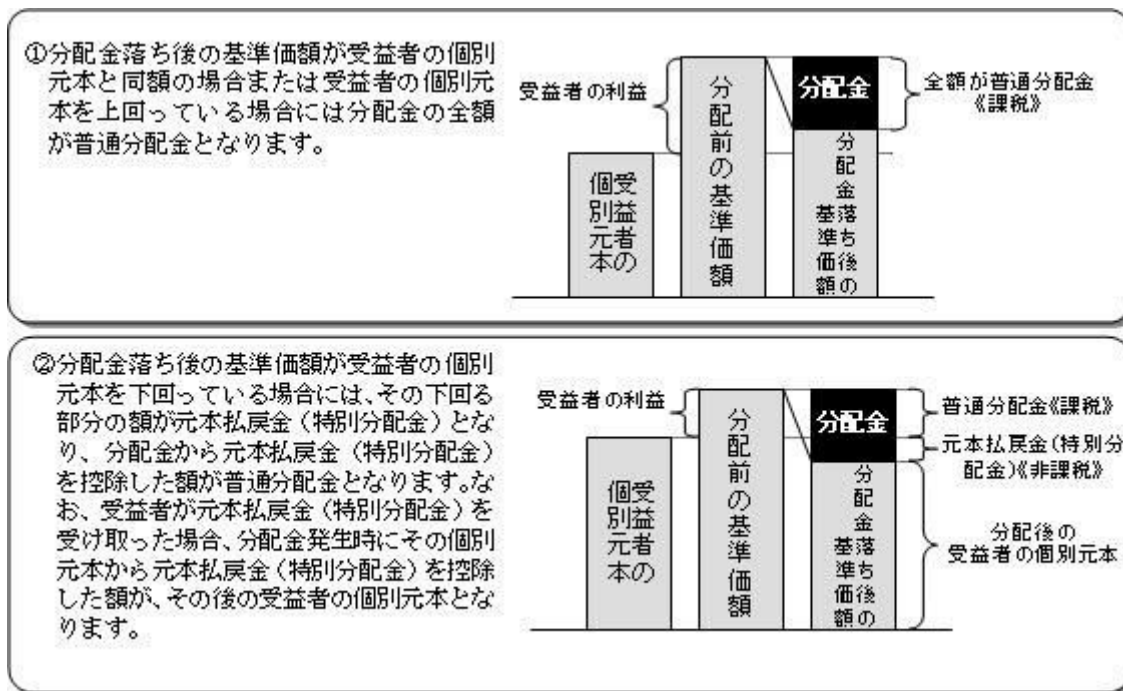 ①分配金落ち後の基準価額が受益者の個別
元本と同額の場合または受益者の個別元
本を上回っている場合には分配金の全額
が普通分配金となります。
受益者の利益
受益者の
個別元本
分配前の基準価額
分配金
分配金落ち後の
基準価額
全額が普通分配金
《課税》
②分配金落ち後の基準価額が受益者の個別
元本を下回っている場合には、その下回る
部分の額が元本払戻金(特別分配金)とな
り、分配金から元本払戻金(特別分配金)
を控除した額が普通分配金となります。な
お、受益者が元本払戻金(特別分配金)を
受け取った場合、分配金発生時にその個別
元本から元本払戻金(特別分配金)を控除
した額が、その後の受益者の個別元本とな
ります。
受益者の利益
受益者の
個別元本
分配前の基準価額
分配金
分配金落ち後の
基準価額
普通分配金《課税》
元本払戻金(特別分
配金)《非課税》
分配後の
受益者の個別元本